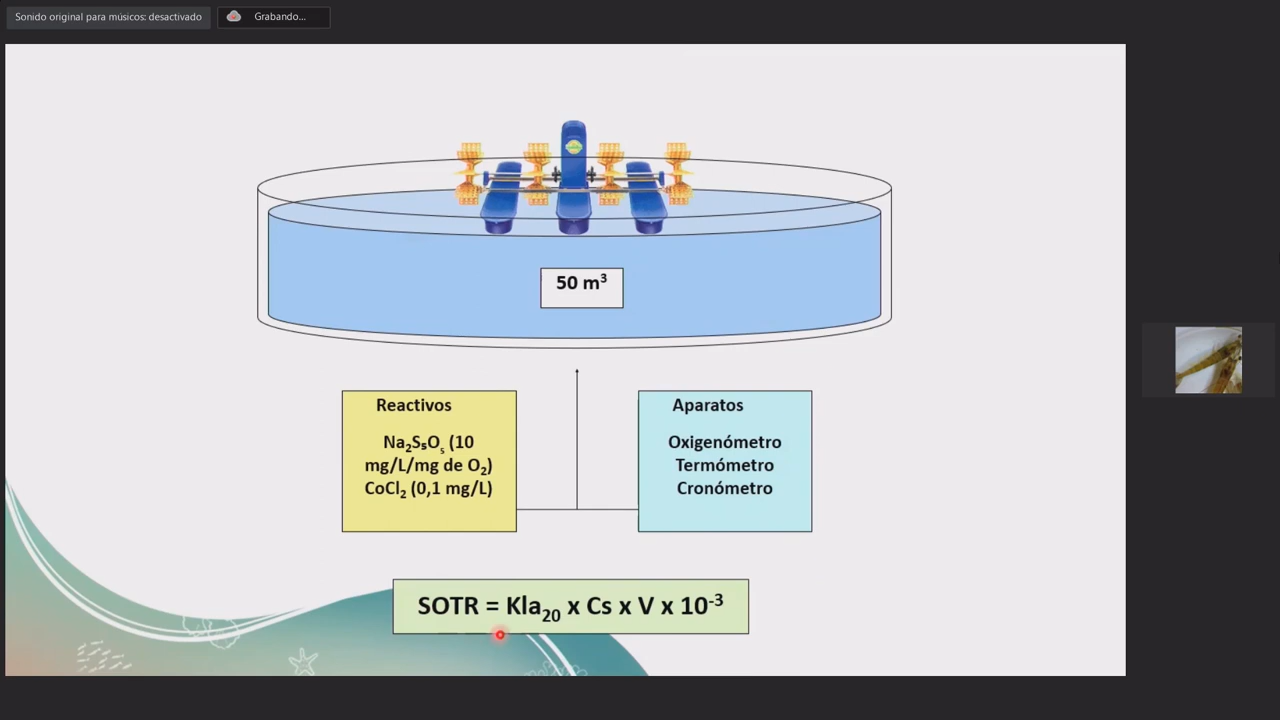 Sonido original para músicos: desactivado
Grabando...
50 m³
Reactivos
Na₂S₅O₅ (10
mg/L/mg de O₂)
CoCl₂ (0,1 mg/L)
Aparatos
Oxigenómetro
Termómetro
Cronómetro
SOTR = Kla₂₀ x Cs x V x 10⁻³